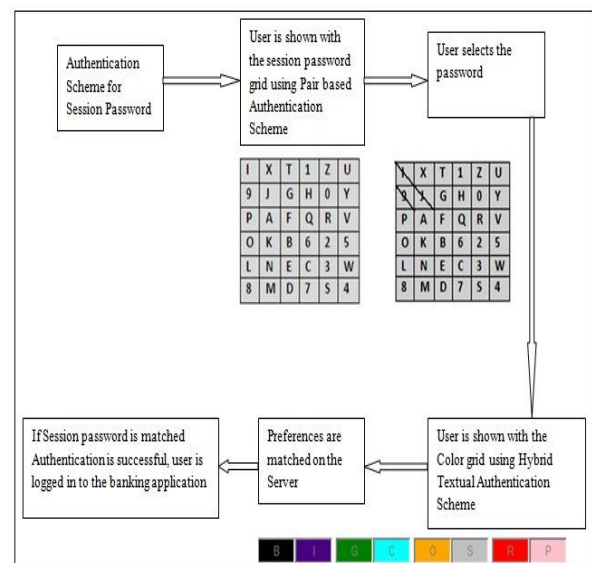 Authentication
Scheme for
Session Password
User is shown with
the session password
grid using Pair based
Authentication
Scheme
User selects the
password
I X T 1 Z U
9 J G H 0 Y
P A F Q R V
O K B 6 2 5
L N E C 3 W
8 M D 7 S 4
I X T 1 Z U
9 J G H 0 Y
P A F Q R V
O K B 6 2 5
L N E C 3 W
8 M D 7 S 4
If Session password is matched
Authentication is successful, user is
logged in to the banking application
Preferences are
matched on the
Server
User is shown with the
Color grid using Hybrid
Textual Authentication
Scheme
B I G C O S R P